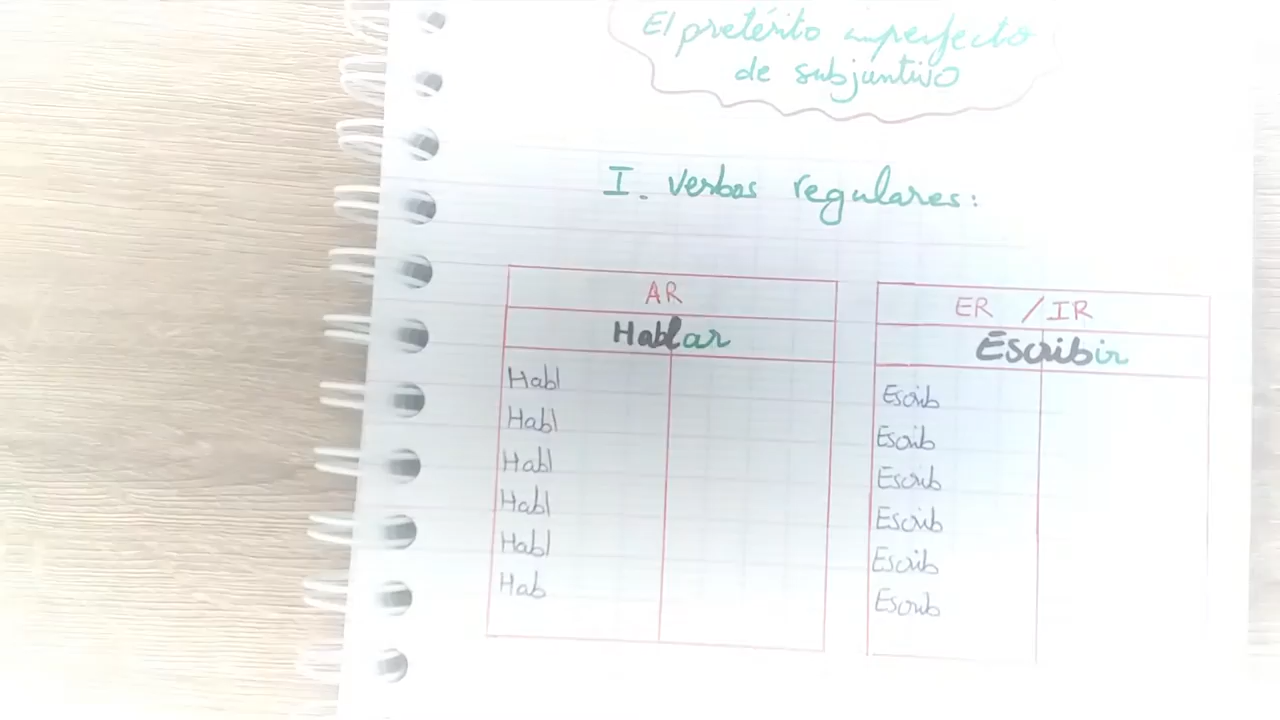 El pretérito imperfecto
de subjuntivo
I. Verbos regulares:
AR
Hablar
Habl
Habl
Habl
Habl
Habl
Hab
ER / IR
Escribir
Escrib
Escrib
Escrib
Escrib
Escrib
Escrib